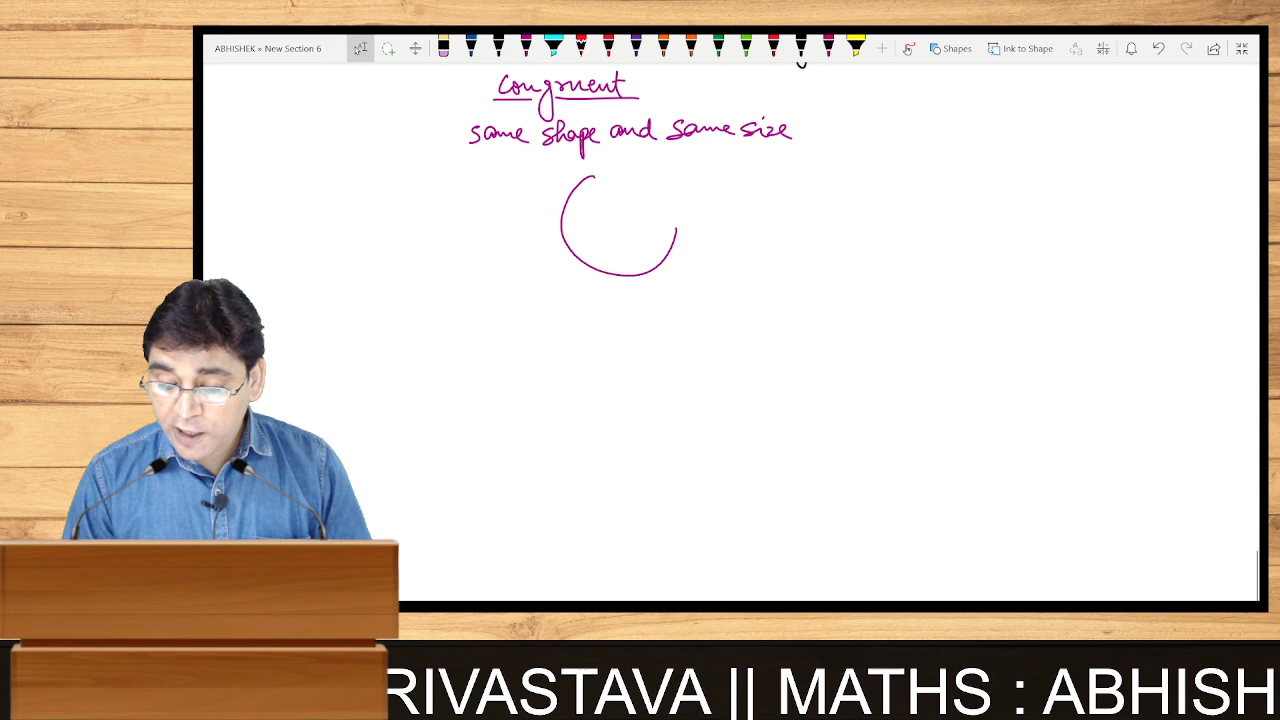 ABHISHEK » New Section 6
Shapes
Ink to Shape
Congruent
same shape and same size
RIVASTAVA || MATHS : ABHISH